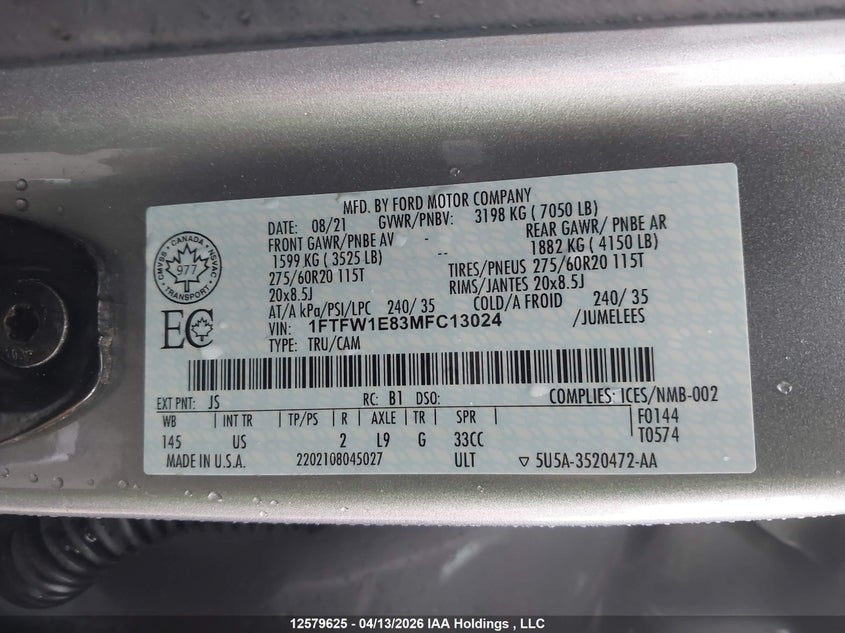 MFD. BY FORD MOTOR COMPANY
DATE: 08/21 GVWR/PNBV: 3198 KG ( 7050 LB)
FRONT GAWR/PNBE AV - REAR GAWR/ PNBE AR
1599 KG (3525 LB) -- 1882 KG ( 4150 LB)
275/60R20 115T TIRES/PNEUS 275/60R20 115T
20x8.5J RIMS/JANTES 20x8.5J
AT/A kPa/PSI/LPC 240/ 35 COLD/A FROID 240/ 35
VIN: 1FTFW1E83MFC13024 /JUMELEES
TYPE: TRU/CAM
CMVSS - CANADA - NSVAC
977
TRANSPORT
EC
EXT PNT: JS RC: B1 DSO: COMPLIES: ICES/NMB-002
WB INT TR TP/PS R AXLE TR SPR F0144
145 US 2 L9 G 33CC T0574
MADE IN U.S.A. 2202108045027 ULT ▽ 5U5A-3520472-AA
12579625 - 04/13/2026 IAA Holdings , LLC